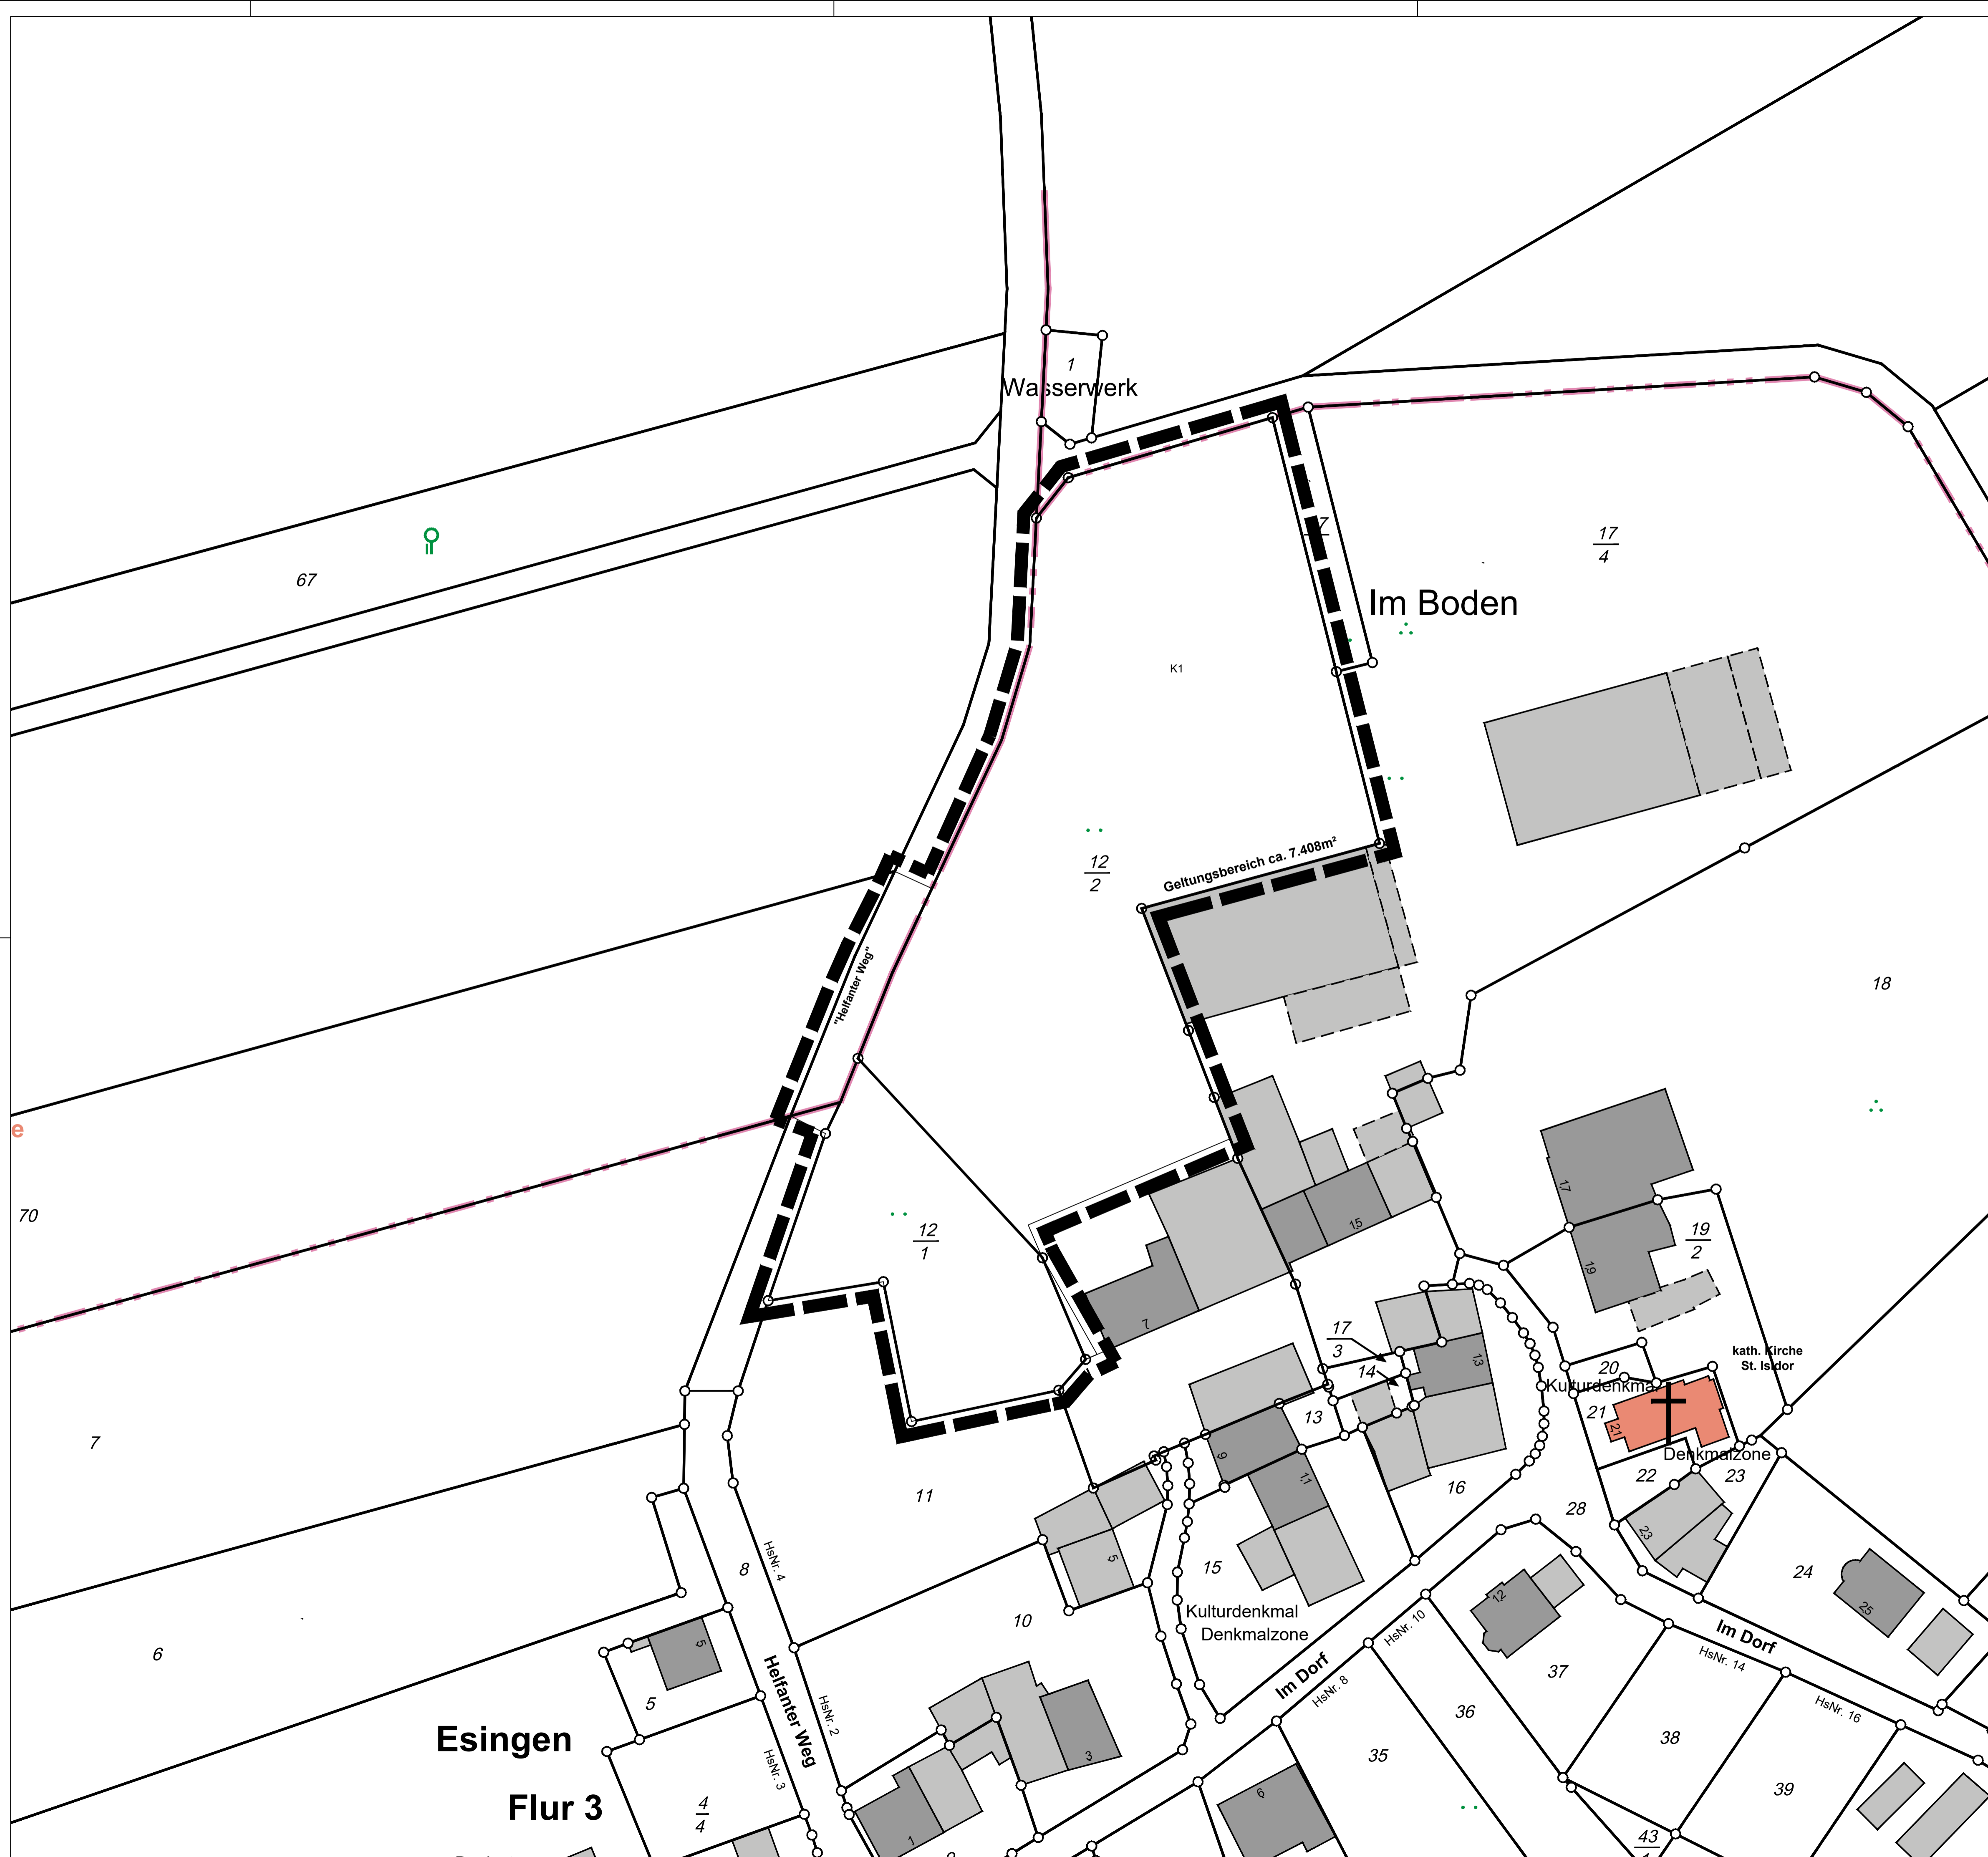 1
Wasserwerk
67
7
17
4
Im Boden
K1
Geltungsbereich ca. 7.408m²
12
2
"Helfanter Weg"
18
e
70
12
1
17
15
19
19
2
7
17
3
14
13
13
kath. Kirche
St. Isidor
20
Kulturdenkmal
21
21
Denkmalzone
22
23
7
9
11
16
28
11
23
5
8
HsNr. 4
15
24
12
25
Kulturdenkmal
Denkmalzone
10
6
5
5
Im Dorf
HsNr. 10
HsNr. 14
37
Im Dorf
HsNr. 8
Helfanter Weg
HsNr. 2
36
HsNr. 16
Esingen
38
3
35
HsNr. 3
39
Flur 3
4
4
6
1
43